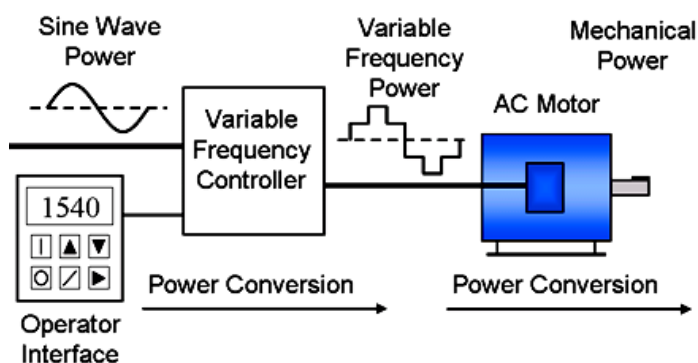 Sine Wave
Power
Variable
Frequency
Power
Mechanical
Power
AC Motor
Variable
Frequency
Controller
1540
Power Conversion
Power Conversion
Operator
Interface